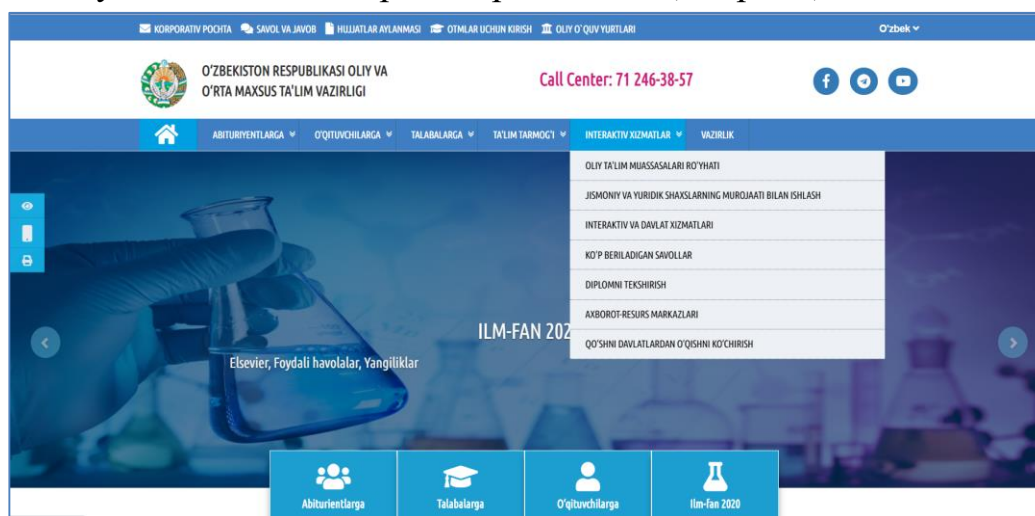 KORPORATIV POCHTA SAVOL VA JAVOB HUJJATLAR AYLANMASI OTMLAR UCHUN KIRISH OLIY O`QUV YURTLARI O'zbek
O'ZBEKISTON RESPUBLIKASI OLIY VA
O'RTA MAXSUS TA'LIM VAZIRLIGI
Call Center: 71 246-38-57
ABITURIYENTLARGA O'QITUVCHILARGA TALABALARGA TA'LIM TARMOG'I INTERAKTIV XIZMATLAR VAZIRLIK
OLIY TA'LIM MUASSASALARI RO'YHATI
JISMONIY VA YURIDIK SHAXSLARNING MUROJAATI BILAN ISHLASH
INTERAKTIV VA DAVLAT XIZMATLARI
KO'P BERILADIGAN SAVOLLAR
DIPLOMNI TEKSHIRISH
AXBOROT-RESURS MARKAZLARI
QO'SHNI DAVLATLARDAN O'QISHNI KO'CHIRISH
ILM-FAN 202
Elsevier, Foydali havolalar, Yangiliklar
Abiturientlarga Talabalarga O'qituvchilarga Ilm-fan 2020